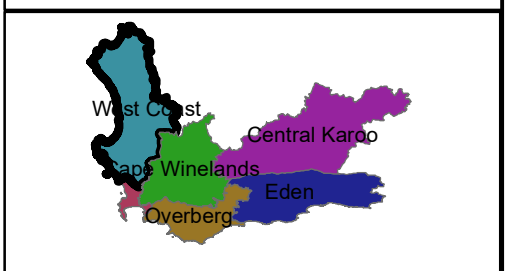 West Coast
Central Karoo
Cape Winelands
Eden
Overberg